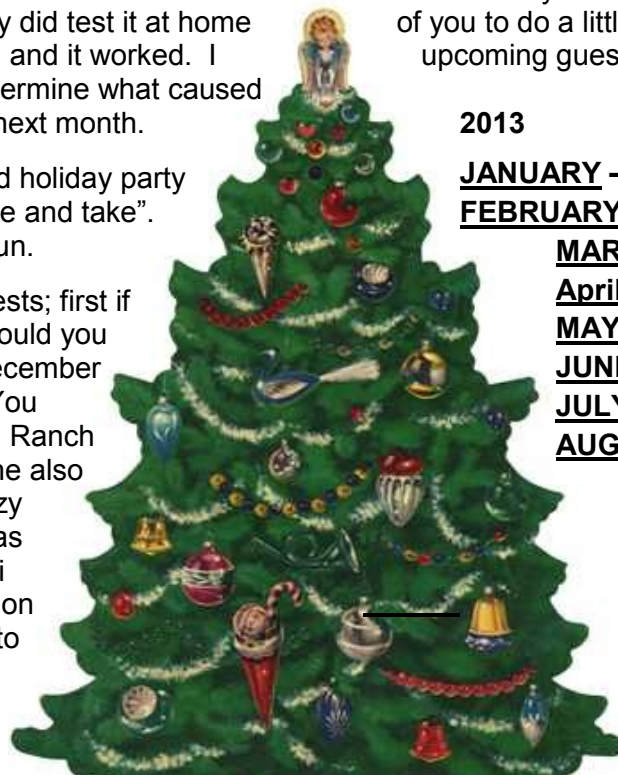 y did test it at home
and it worked. I
ermine what caused
next month.
d holiday party
e and take”.
un.
ests; first if
ould you
ecember
You
Ranch
ne also
zy
as
i
on
to
of you to do a little
upcoming gues
2013
JANUARY -
FEBRUARY
MAR
April
MAY
JUN
JULY
AUG